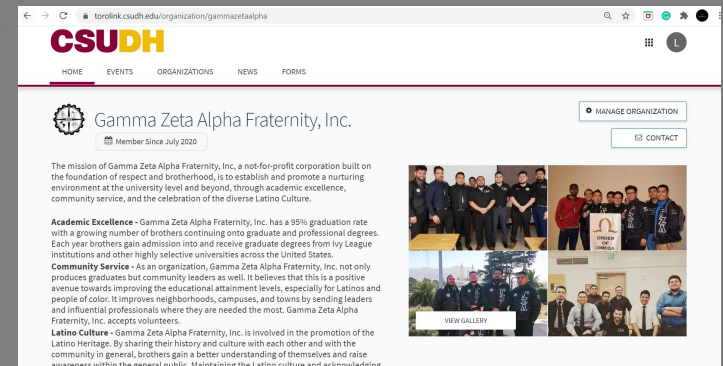 torolink.csudh.edu/organization/gammazetaalpha
CSUDH
L
HOME EVENTS ORGANIZATIONS NEWS FORMS
Gamma Zeta Alpha Fraternity, Inc.
Member Since July 2020
MANAGE ORGANIZATION
CONTACT
The mission of Gamma Zeta Alpha Fraternity, Inc, a not-for-profit corporation built on
the foundation of respect and brotherhood, is to establish and promote a nurturing
environment at the university level and beyond, through academic excellence,
community service, and the celebration of the diverse Latino Culture.
Academic Excellence - Gamma Zeta Alpha Fraternity, Inc. has a 95% graduation rate
with a growing number of brothers continuing onto graduate and professional degrees.
Each year brothers gain admission into and receive graduate degrees from Ivy League
institutions and other highly selective universities across the United States.
Community Service - As an organization, Gamma Zeta Alpha Fraternity, Inc. not only
produces graduates but community leaders as well. It believes that this is a positive
avenue towards improving the educational attainment levels, especially for Latinos and
people of color. It improves neighborhoods, campuses, and towns by sending leaders
and influential professionals where they are needed the most. Gamma Zeta Alpha
Fraternity, Inc. accepts volunteers.
Latino Culture - Gamma Zeta Alpha Fraternity, Inc. is involved in the promotion of the
Latino Heritage. By sharing their history and culture with each other and with the
community in general, brothers gain a better understanding of themselves and raise
awareness within the general public. Maintaining the Latino culture and acknowledging
ORDER
OF
OMEGA
VIEW GALLERY